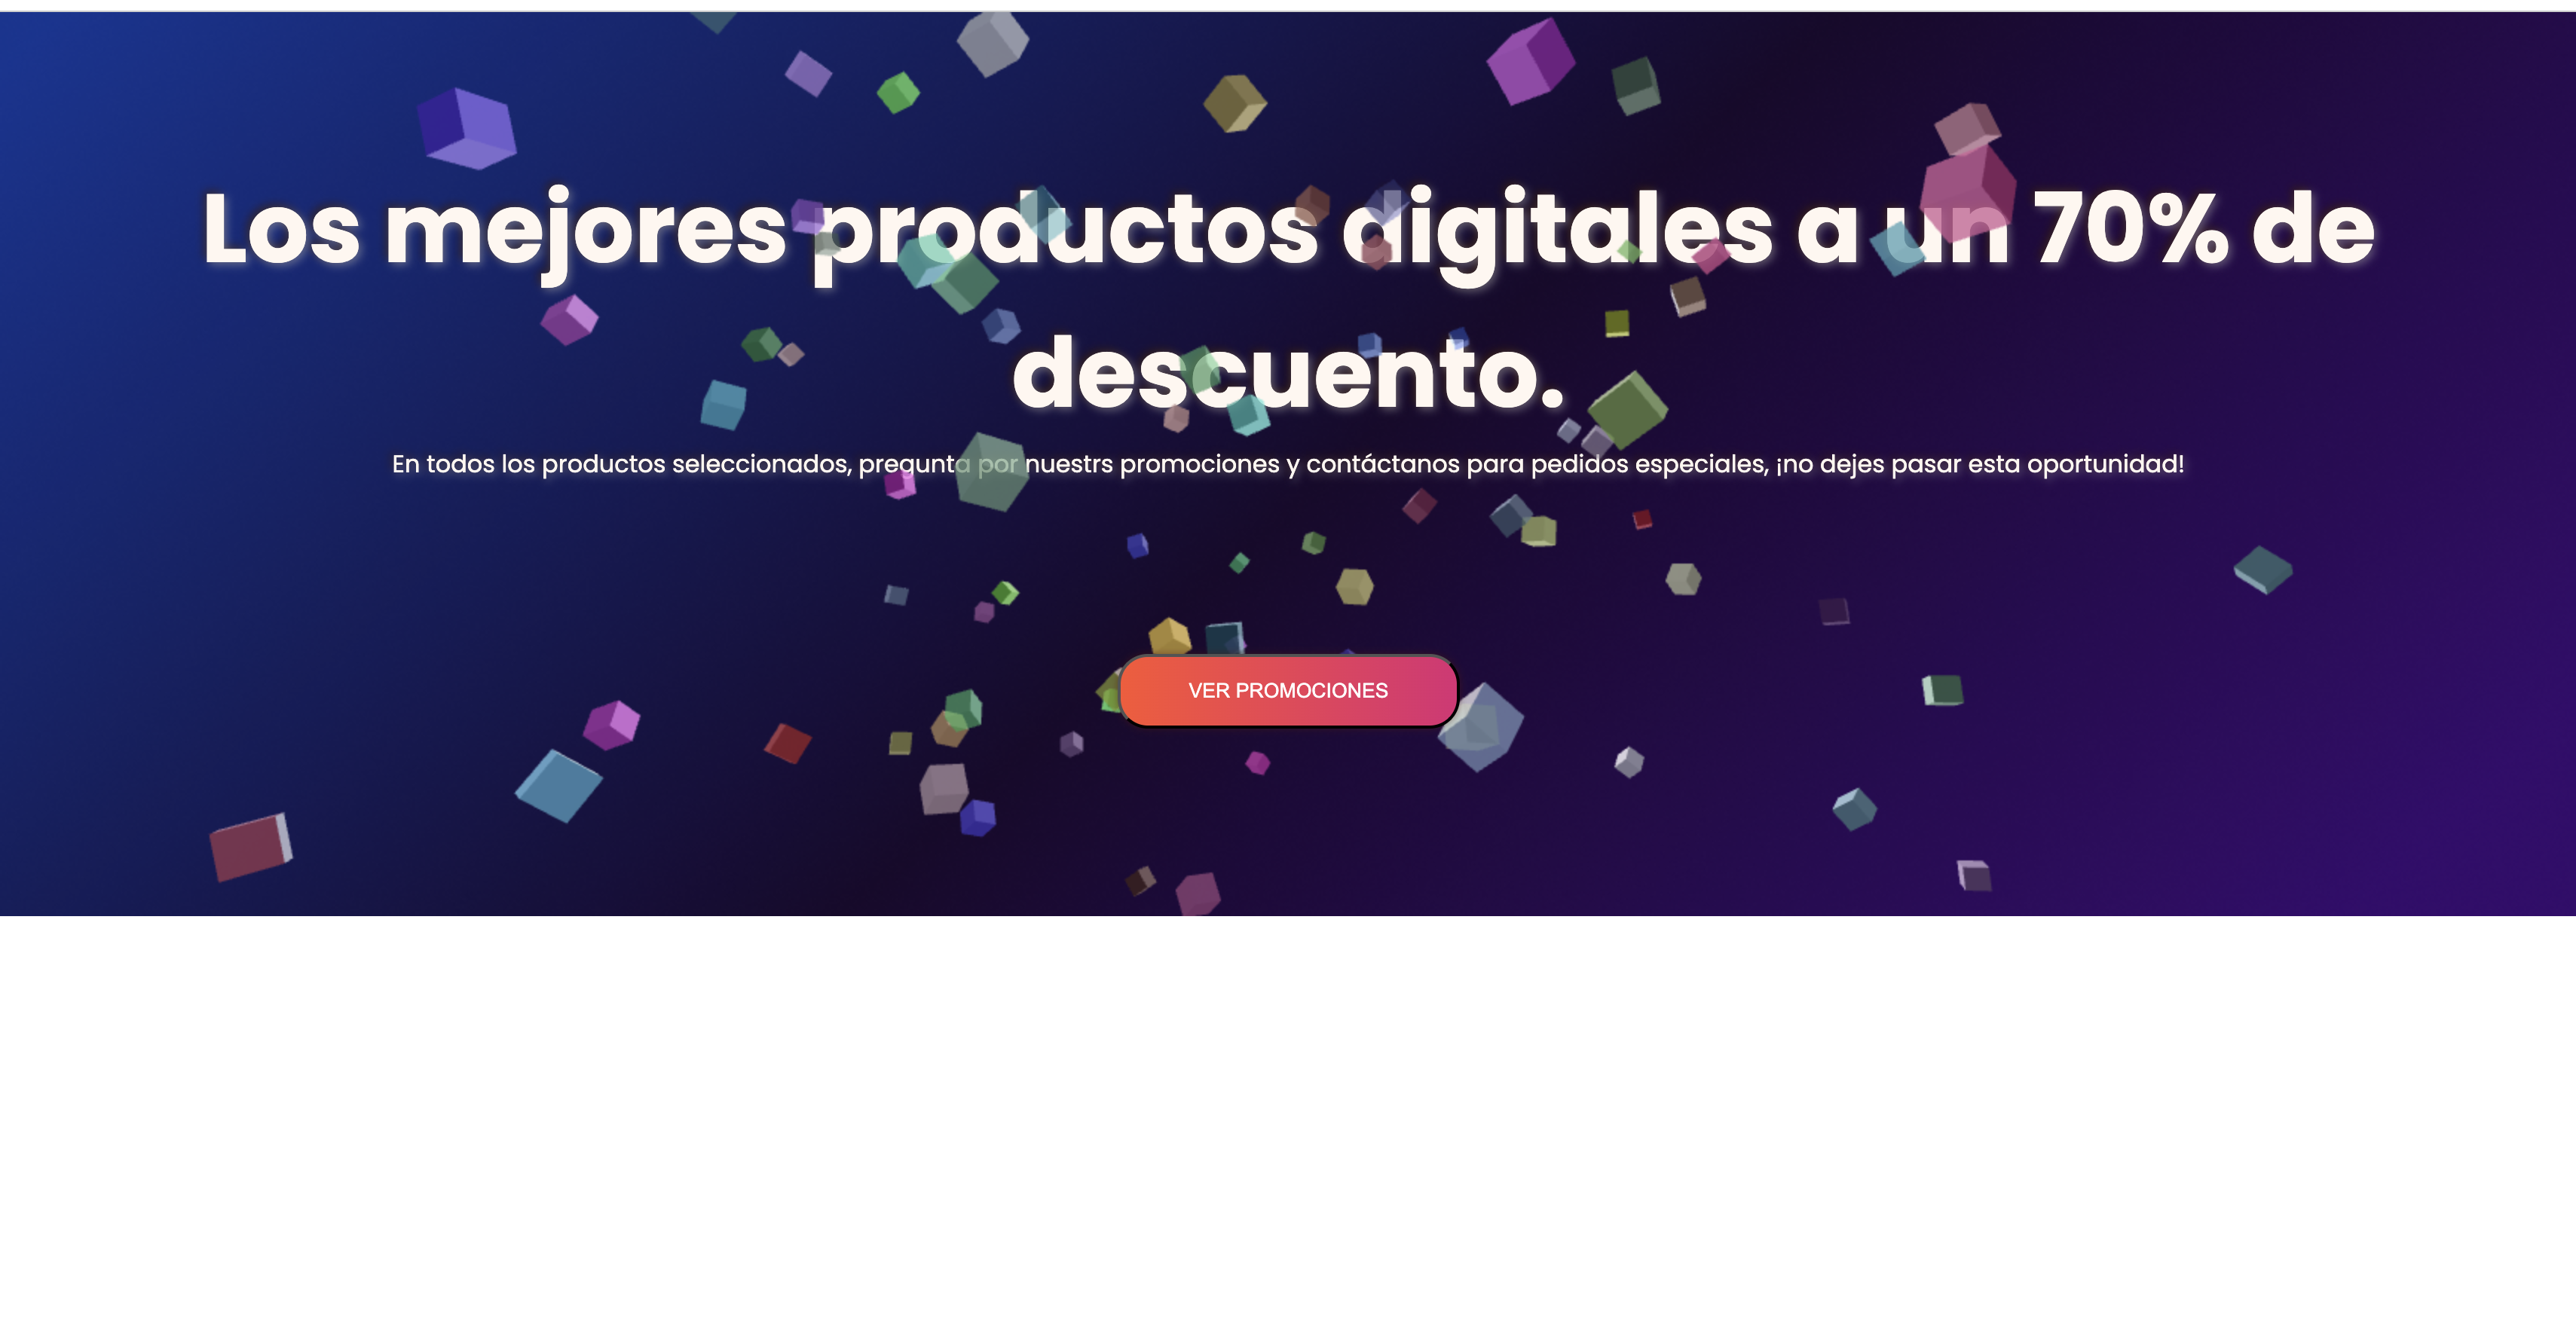 Los mejores productos digitales a un 70% de
descuento.
En todos los productos seleccionados, pregunta por nuestrs promociones y contáctanos para pedidos especiales, ¡no dejes pasar esta oportunidad!
VER PROMOCIONES